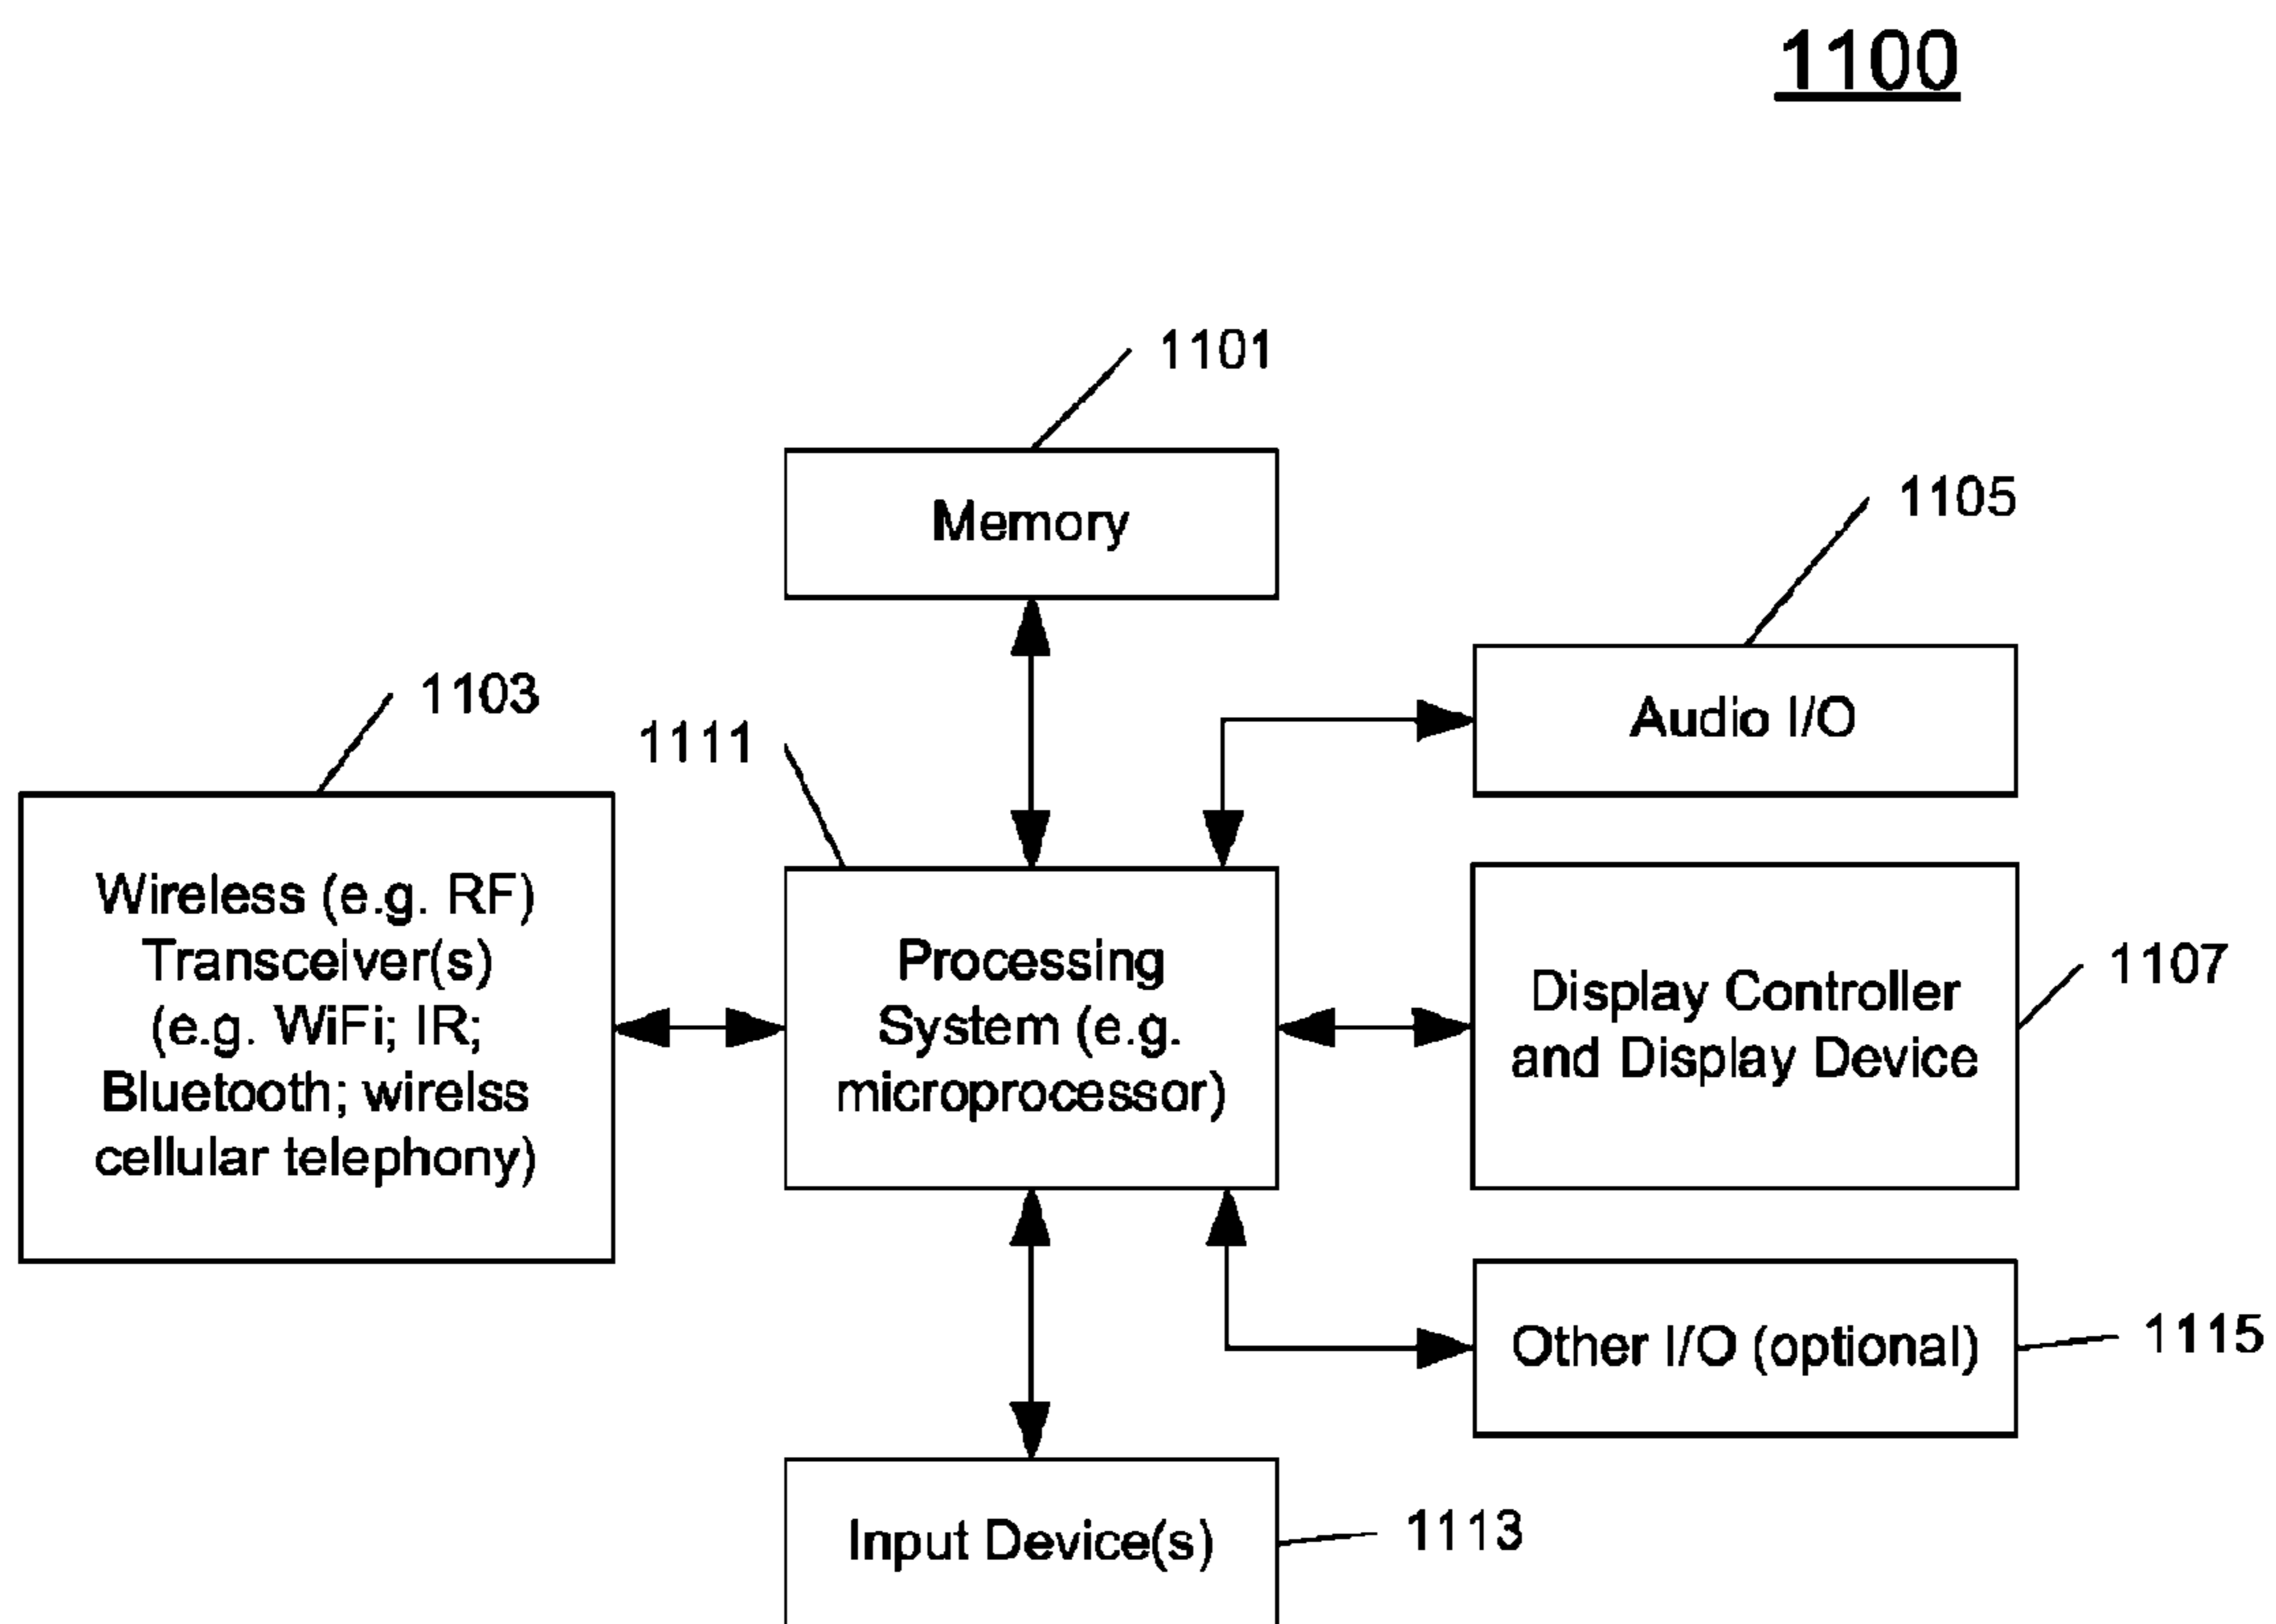 1100
1101
Memory
1105
Audio I/O
1103
1111
Wireless (e.g. RF)
Transceiver(s)
(e.g. WiFi; IR;
Bluetooth; wirelss
cellular telephony)
Processing
System (e.g.
microprocessor)
Display Controller
and Display Device
1107
Other I/O (optional)
1115
Input Device(s)
1113